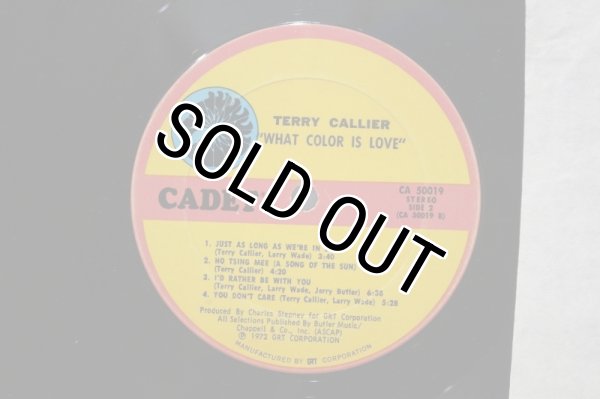 TERRY CALLIER
"WHAT COLOR IS LOVE"
CADET
CA 50019
STEREO
SIDE 2
(CA 50019 B)
1. JUST AS LONG AS WE'RE IN
(Terry Callier, Larry Wade) 3:40
2. HO TSING MEE (A SONG OF THE SUN)
(Terry Callier) 4:20
3. I'D RATHER BE WITH YOU
(Terry Callier, Larry Wade, Jerry Butler) 6:36
4. YOU DON'T CARE (Terry Callier, Larry Wade) 5:28
Produced By Charles Stepney for GRT Corporation
All Selections Published By Butler Music/
Chappell & Co., Inc. (ASCAP)
Ⓟ 1972 GRT CORPORATION
MANUFACTURED BY GRT CORPORATION
SOLD OUT